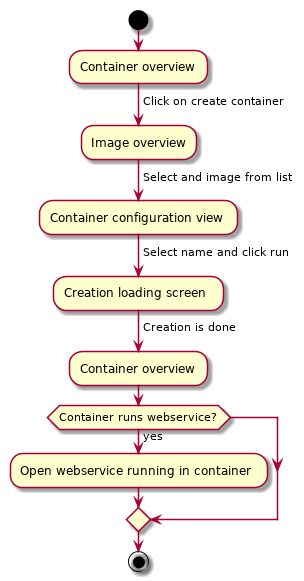 Container overview
Click on create container
Image overview
Select and image from list
Container configuration view
Select name and click run
Creation loading screen
Creation is done
Container overview
Container runs webservice?
yes
Open webservice running in container